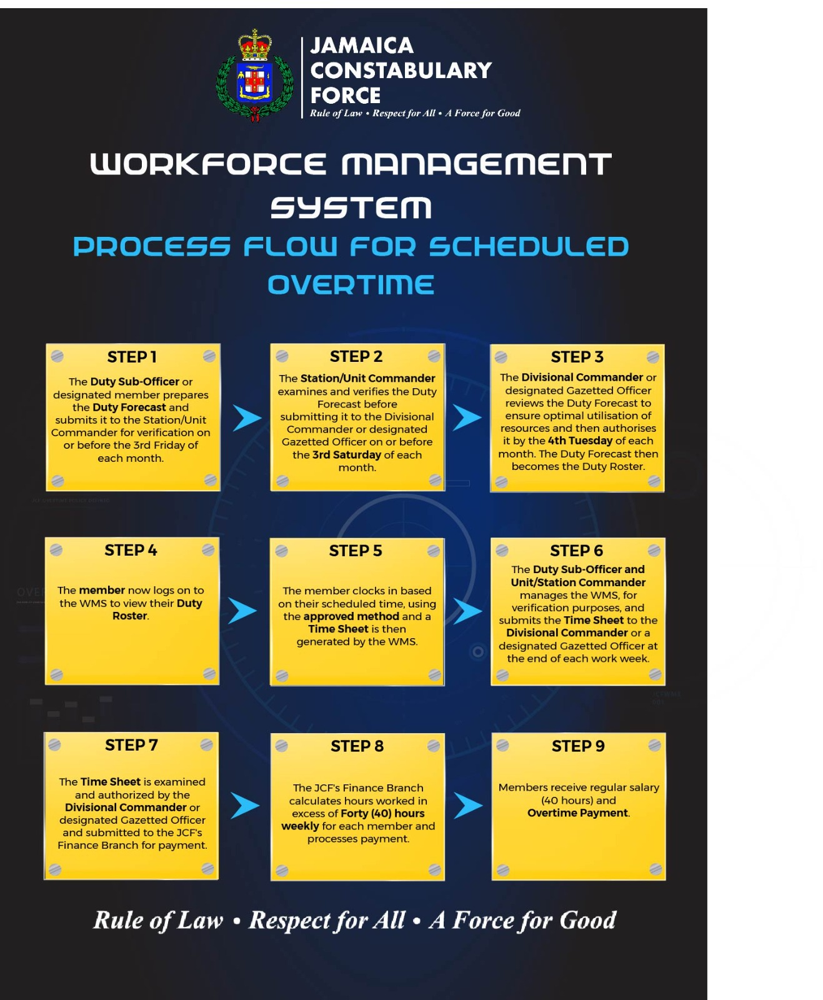 JAMAICA
CONSTABULARY
FORCE
Rule of Law • Respect for All • A Force for Good
WORKFORCE MANAGEMENT
SYSTEM
PROCESS FLOW FOR SCHEDULED
OVERTIME
STEP 1
The Duty Sub-Officer or
designated member prepares
the Duty Forecast and
submits it to the Station/Unit
Commander for verification on
or before the 3rd Friday of
each month.
STEP 2
The Station/Unit Commander
examines and verifies the Duty
Forecast before
submitting it to the Divisional
Commander or designated
Gazetted Officer on or before
the 3rd Saturday of each
month.
STEP 3
The Divisional Commander or
designated Gazetted Officer
reviews the Duty Forecast to
ensure optimal utilisation of
resources and then authorises
it by the 4th Tuesday of each
month. The Duty Forecast then
becomes the Duty Roster.
STEP 4
The member now logs on to
the WMS to view their Duty
Roster.
STEP 5
The member clocks in based
on their scheduled time, using
the approved method and a
Time Sheet is then
generated by the WMS.
STEP 6
The Duty Sub-Officer and
Unit/Station Commander
manages the WMS, for
verification purposes, and
submits the Time Sheet to the
Divisional Commander or a
designated Gazetted Officer at
the end of each work week.
STEP 7
The Time Sheet is examined
and authorized by the
Divisional Commander or
designated Gazetted Officer
and submitted to the JCF's
Finance Branch for payment.
STEP 8
The JCF's Finance Branch
calculates hours worked in
excess of Forty (40) hours
weekly for each member and
processes payment.
STEP 9
Members receive regular salary
(40 hours) and
Overtime Payment.
Rule of Law • Respect for All • A Force for Good